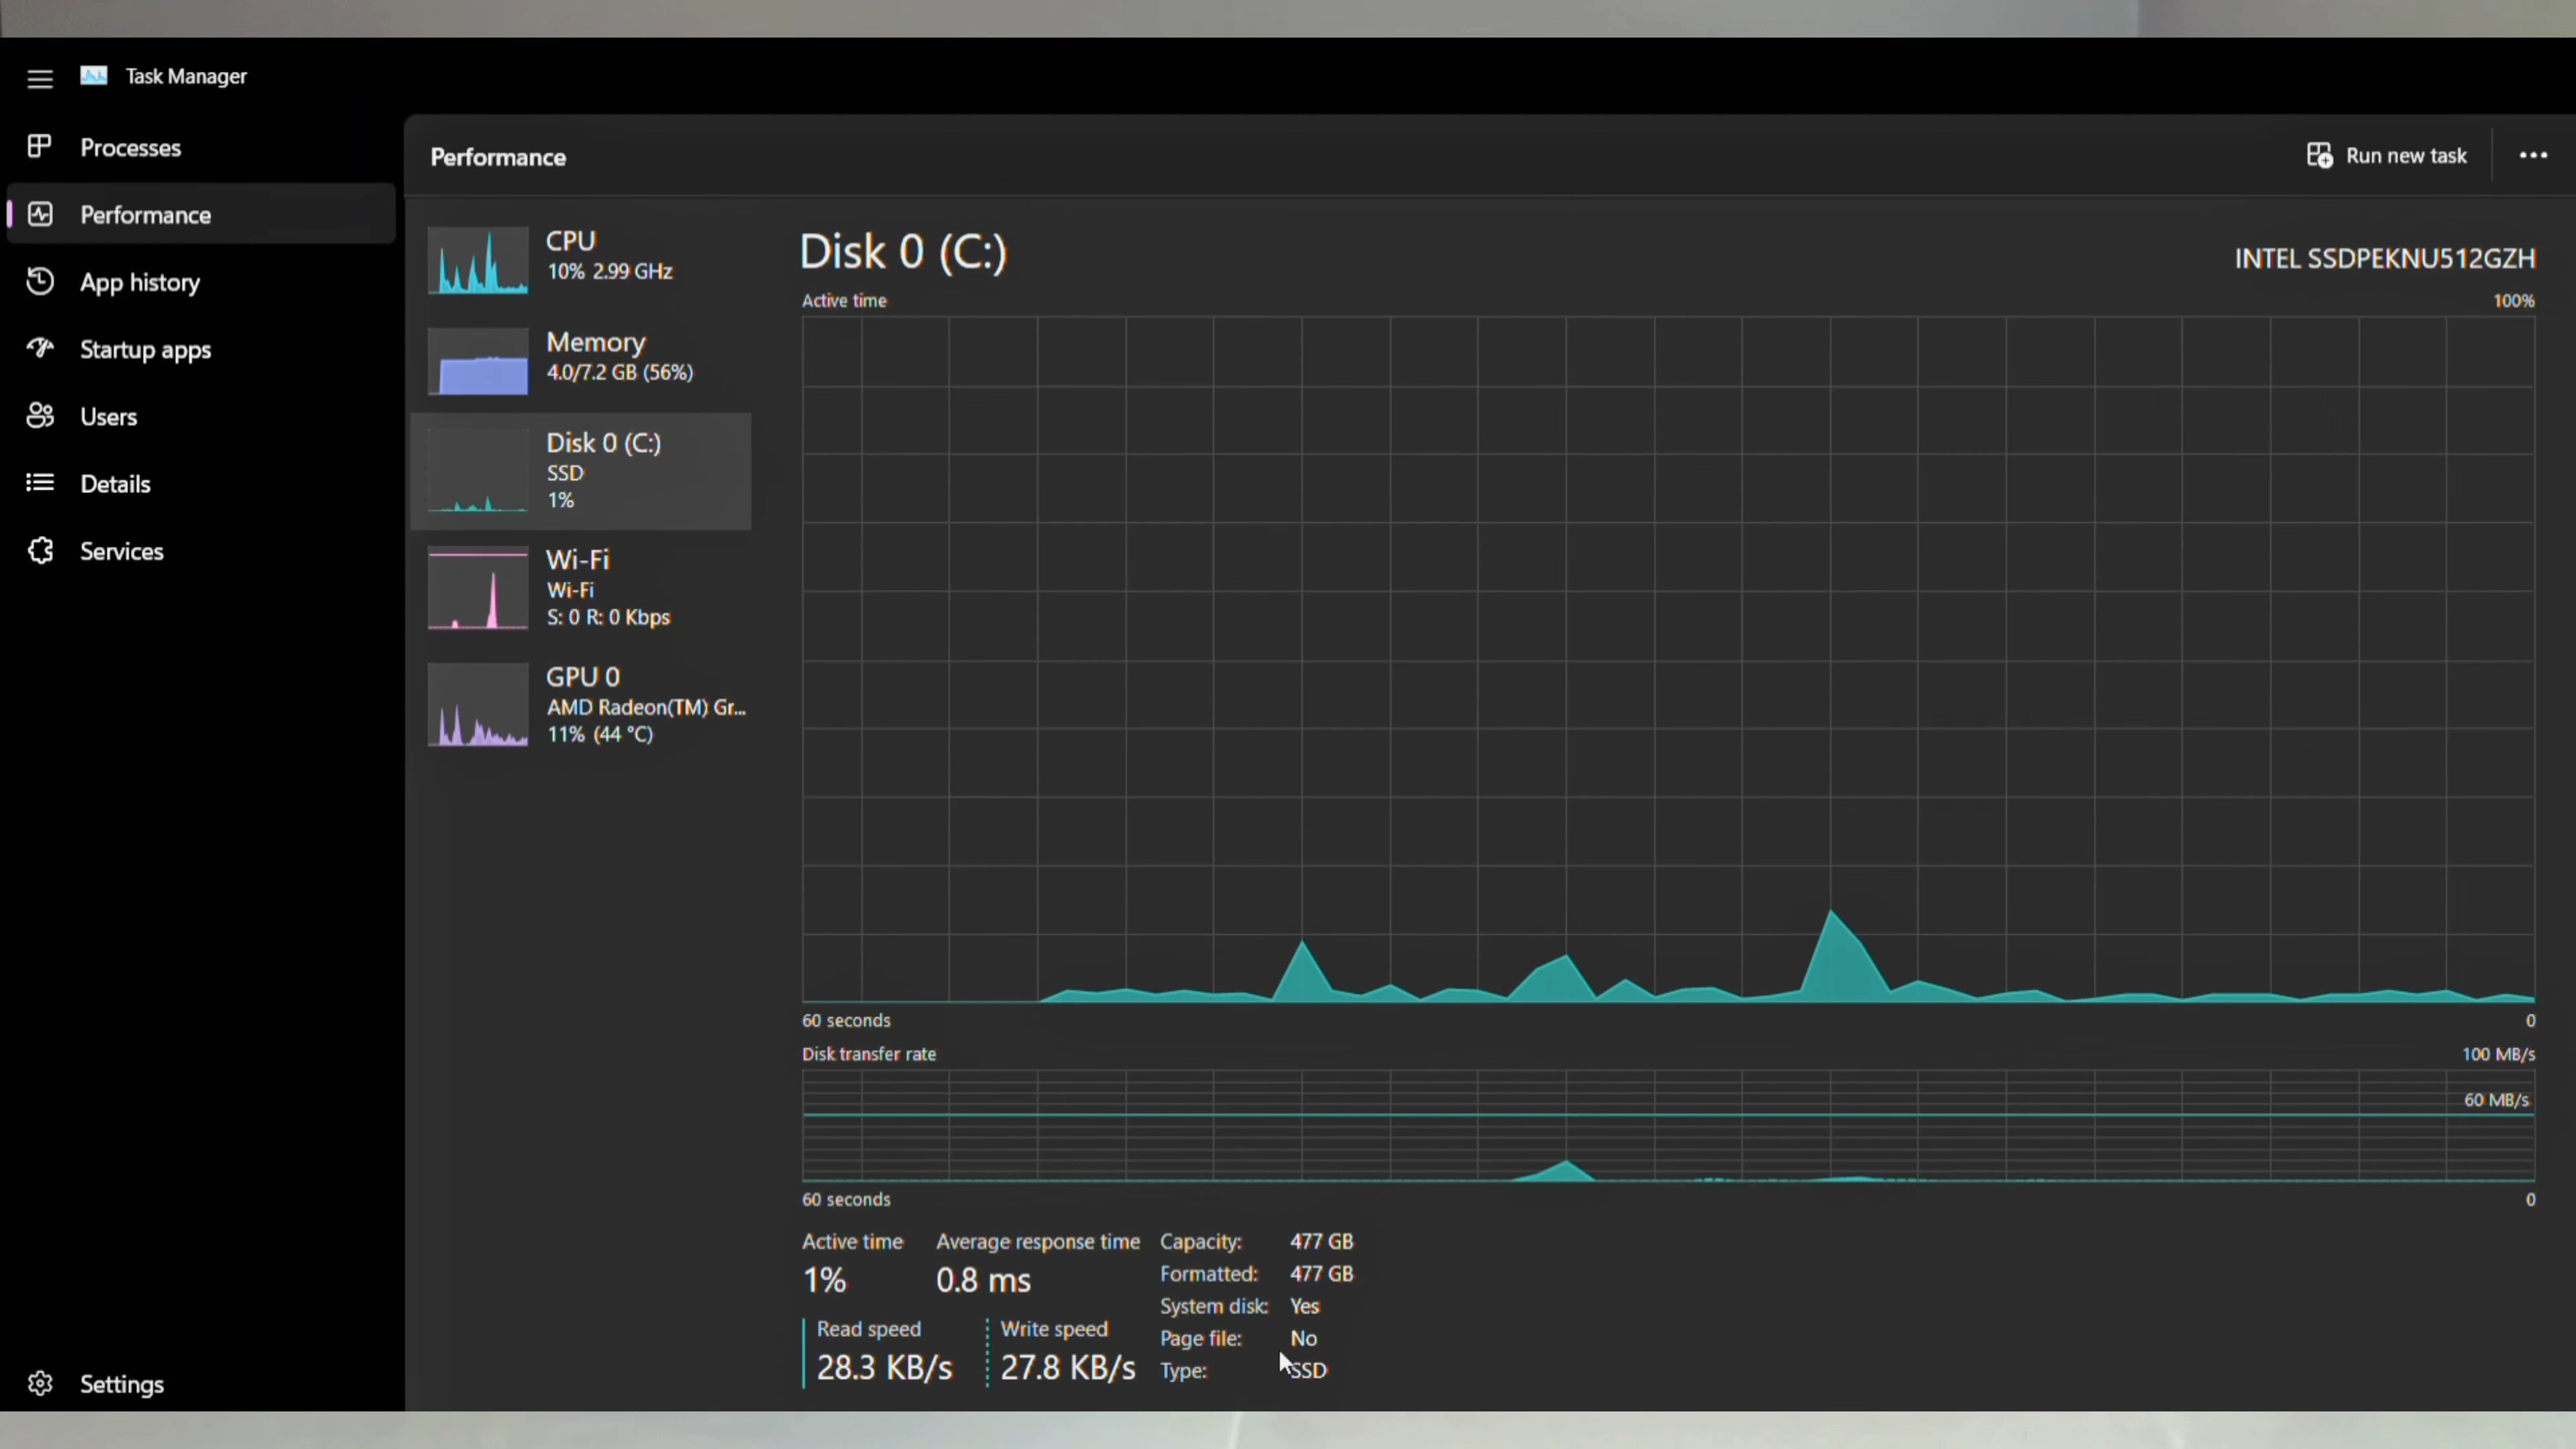 Task Manager
Processes
Performance
App history
Startup apps
Users
Details
Services
Settings
Performance
Run new task
CPU
10% 2.99 GHz
Memory
4.0/7.2 GB (56%)
Disk 0 (C:)
SSD
1%
Wi-Fi
Wi-Fi
S: 0 R: 0 Kbps
GPU 0
AMD Radeon(TM) Gr...
11% (44 °C)
Disk 0 (C:)
INTEL SSDPEKNU512GZH
Active time 100%
60 seconds 0
Disk transfer rate 100 MB/s
60 MB/s
60 seconds 0
Active time
1%
Average response time
0.8 ms
Read speed
28.3 KB/s
Write speed
27.8 KB/s
Capacity: 477 GB
Formatted: 477 GB
System disk: Yes
Page file: No
Type: SSD